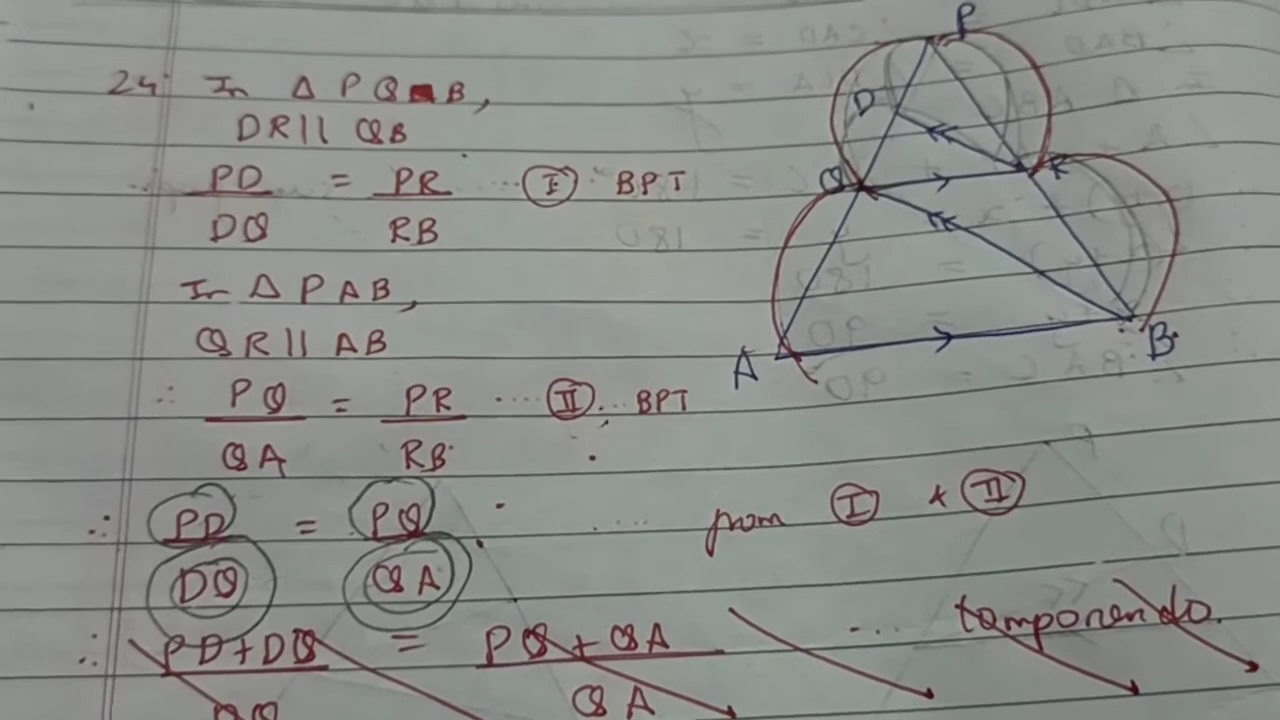 24 In Δ PQB,
DR || QB
PD = PR ... (I) BPT
DQ RB
In Δ PAB,
QR || AB
∴ PQ = PR .... (II) ... BPT
QA RB
∴ PD = PQ .... from (I) & (II)
DQ QA
∴ PD+DQ = PQ+QA ... componendo.
DQ QA
P
D
Q
R
A
B